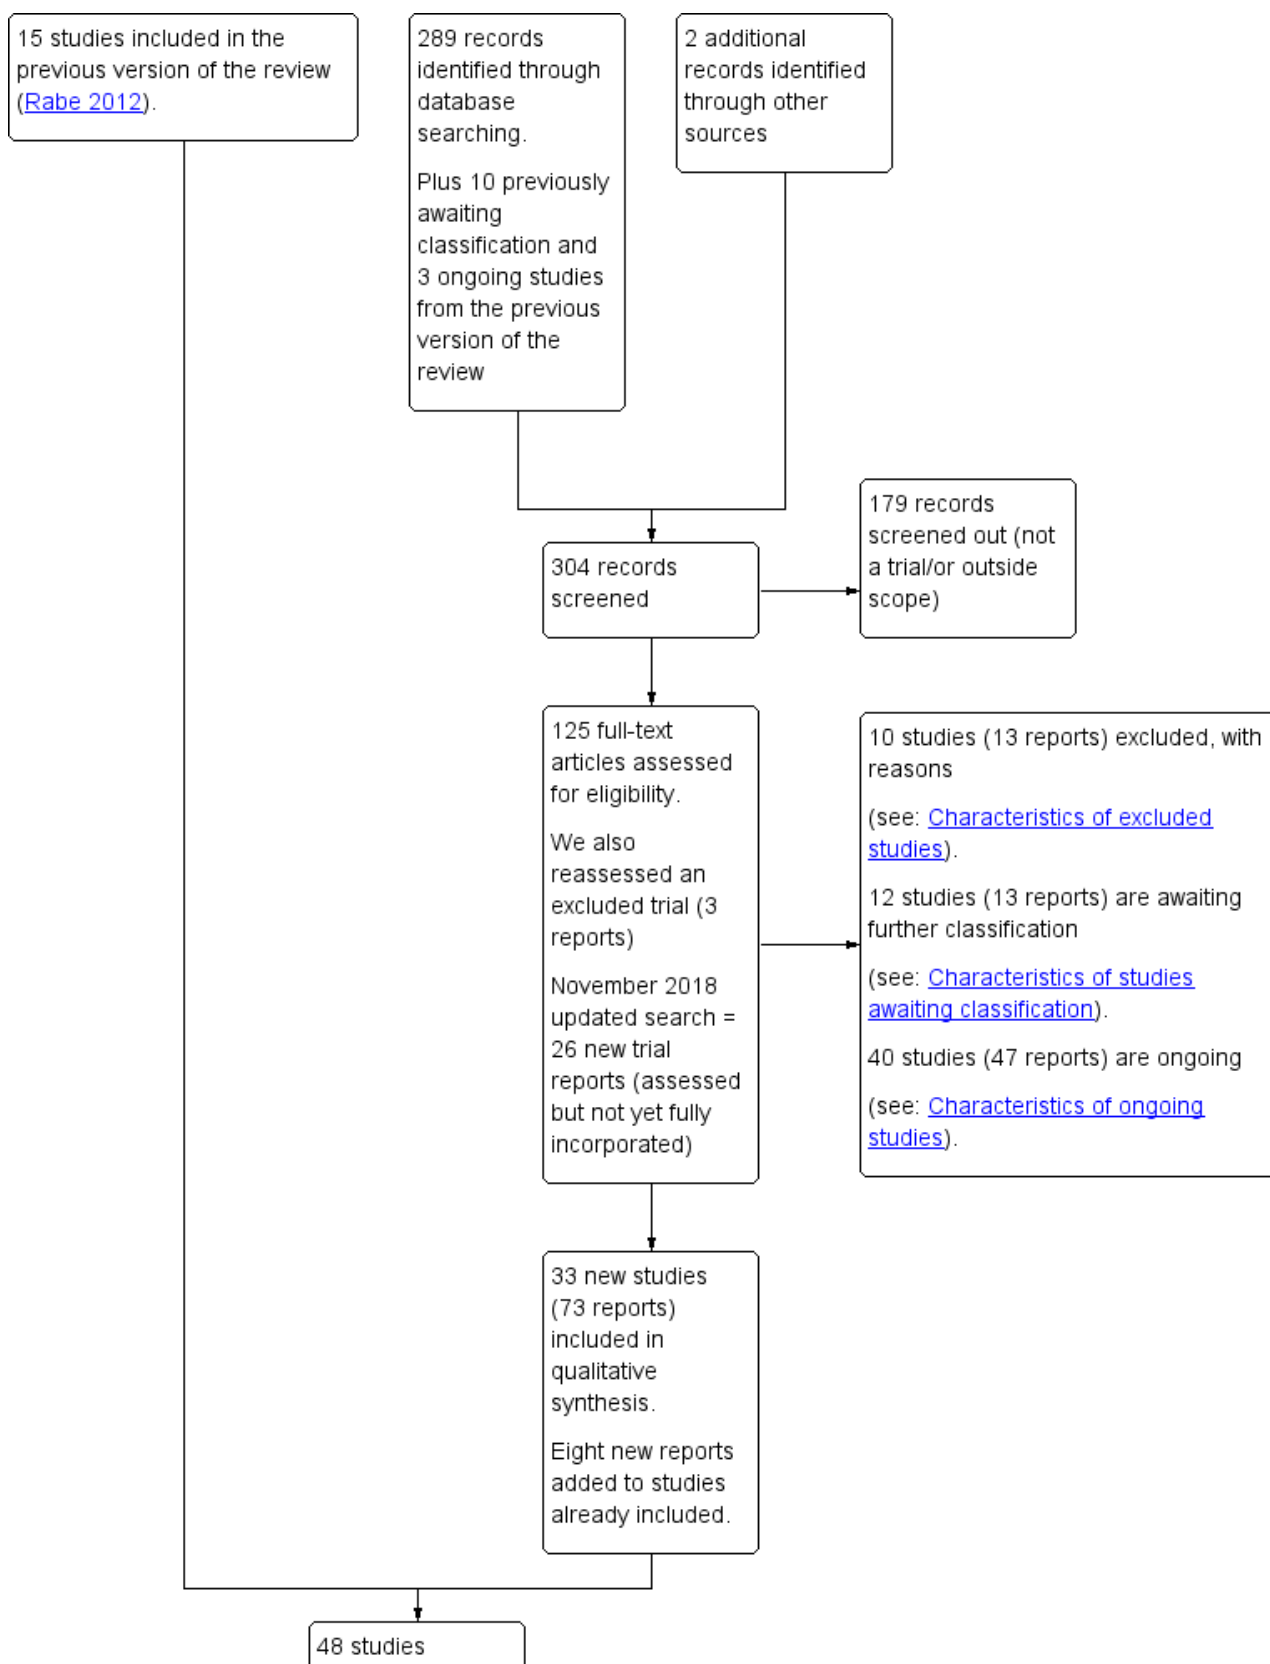 15 studies included in the
previous version of the review
(Rabe 2012).
289 records
identified through
database
searching.
Plus 10 previously
awaiting
classification and
3 ongoing studies
from the previous
version of the
review
2 additional
records identified
through other
sources
304 records
screened
179 records
screened out (not
a trial/or outside
scope)
125 full-text
articles assessed
for eligibility.
We also
reassessed an
excluded trial (3
reports)
November 2018
updated search =
26 new trial
reports (assessed
but not yet fully
incorporated)
10 studies (13 reports) excluded, with
reasons
(see: Characteristics of excluded
studies).
12 studies (13 reports) are awaiting
further classification
(see: Characteristics of studies
awaiting classification).
40 studies (47 reports) are ongoing
(see: Characteristics of ongoing
studies).
33 new studies
(73 reports)
included in
qualitative
synthesis.
Eight new reports
added to studies
already included.
48 studies